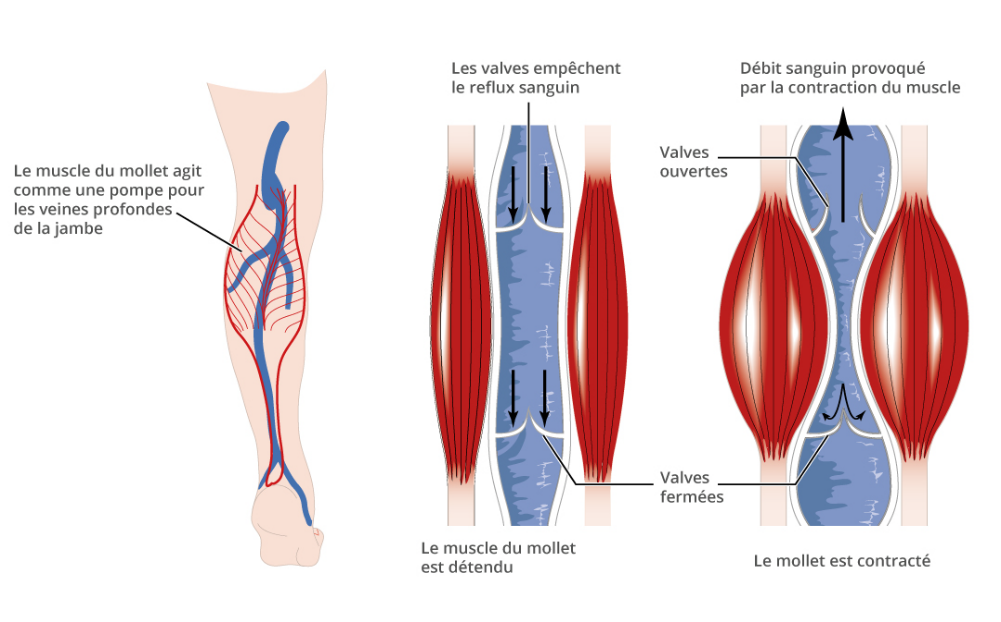 Le muscle du mollet agit
comme une pompe pour
les veines profondes
de la jambe
Les valves empêchent
le reflux sanguin
Débit sanguin provoqué
par la contraction du muscle
Valves
ouvertes
Valves
fermées
Le muscle du mollet
est détendu
Le mollet est contracté